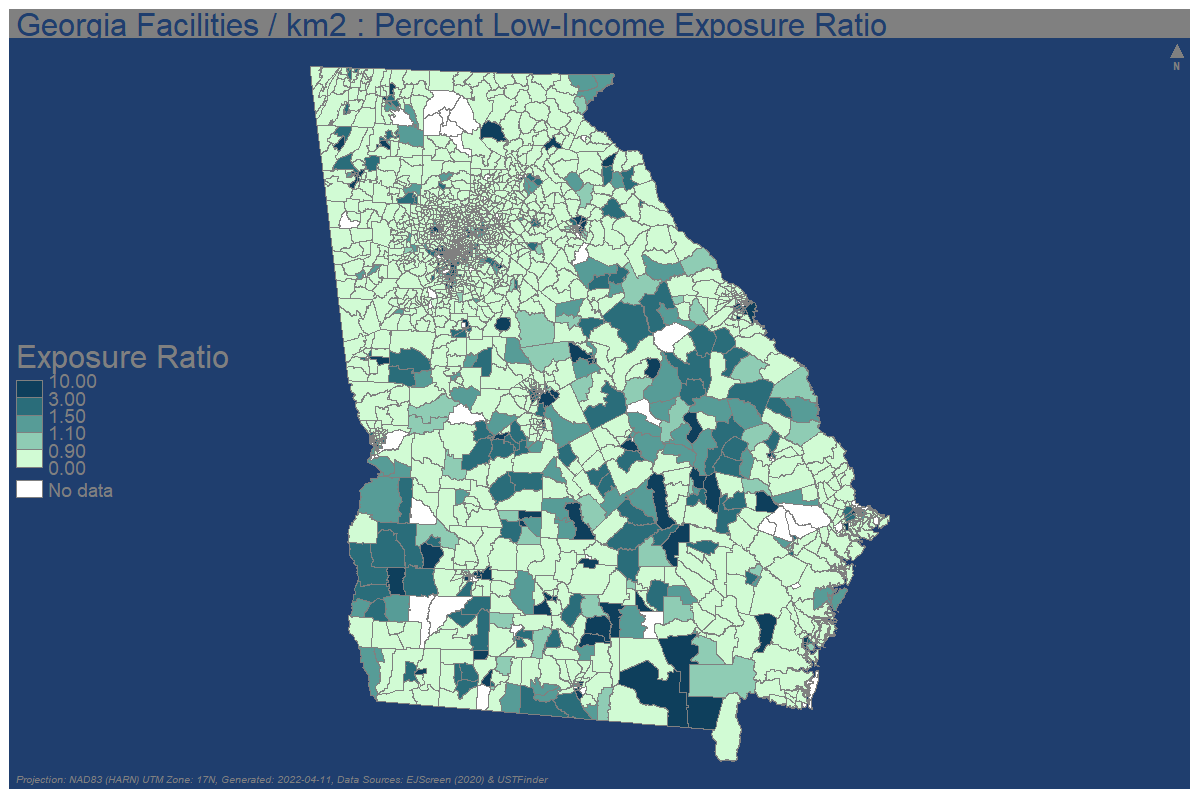 Georgia Facilities / km2 : Percent Low-Income Exposure Ratio
N
Exposure Ratio
10.00
3.00
1.50
1.10
0.90
0.00
No data
Projection: NAD83 (HARN) UTM Zone: 17N, Generated: 2022-04-11, Data Sources: EJScreen (2020) & USTFinder